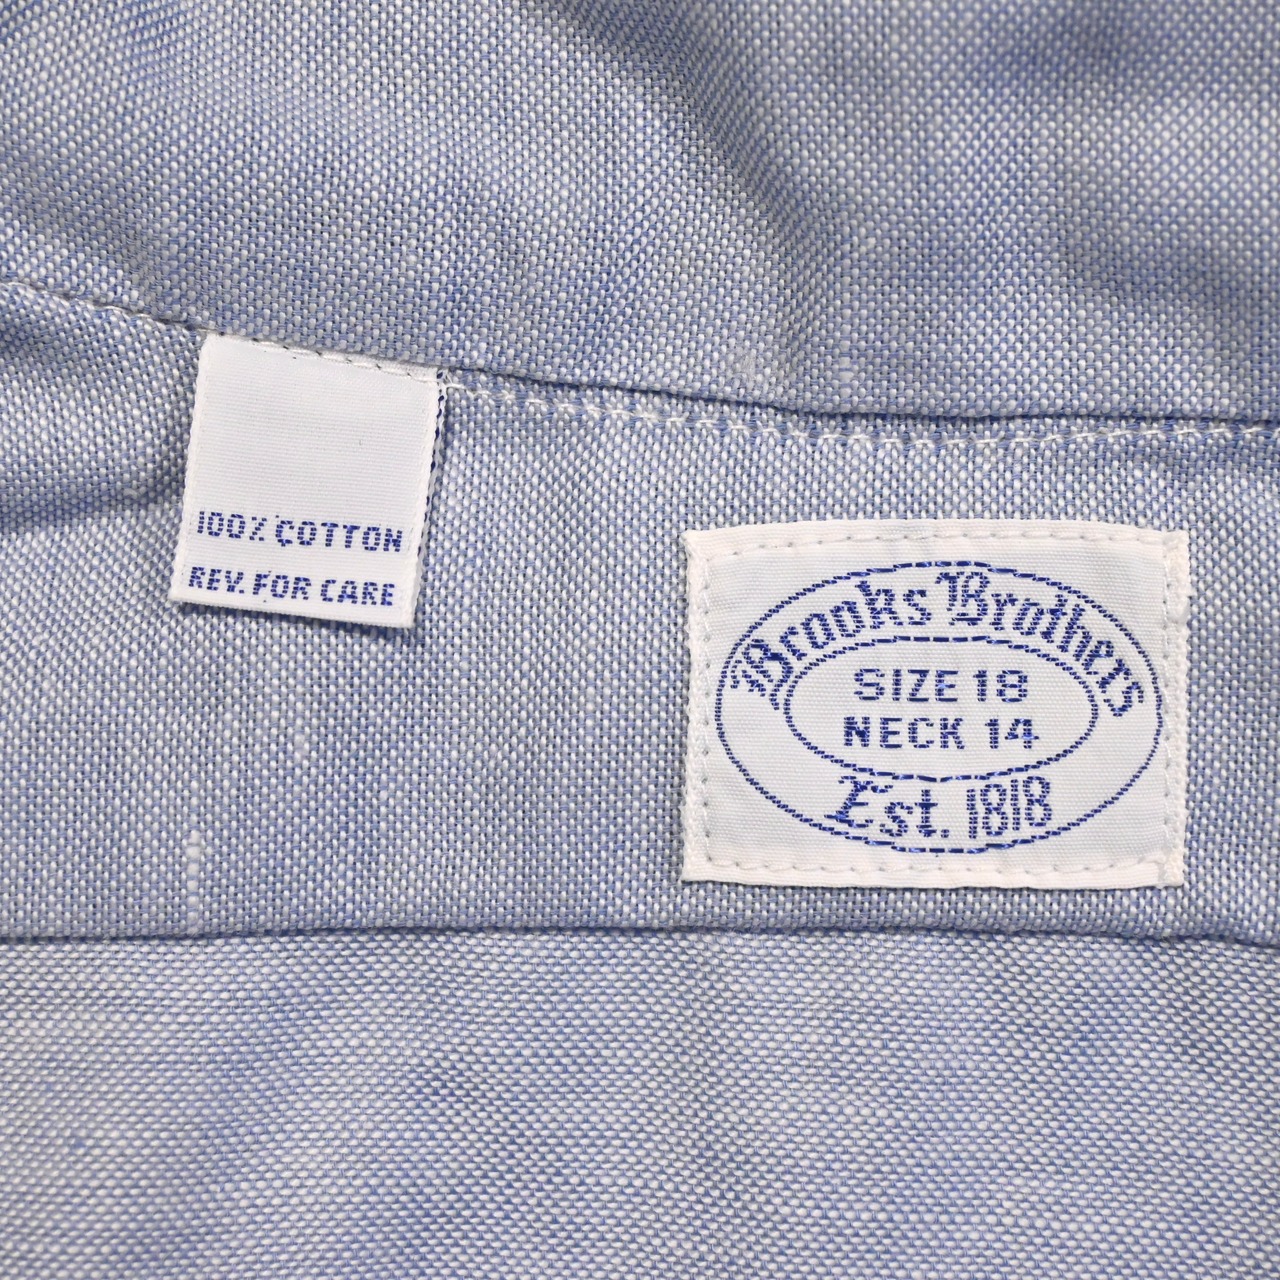 100% COTTON
REV. FOR CARE
Brooks Brothers
SIZE 18
NECK 14
Est. 1818